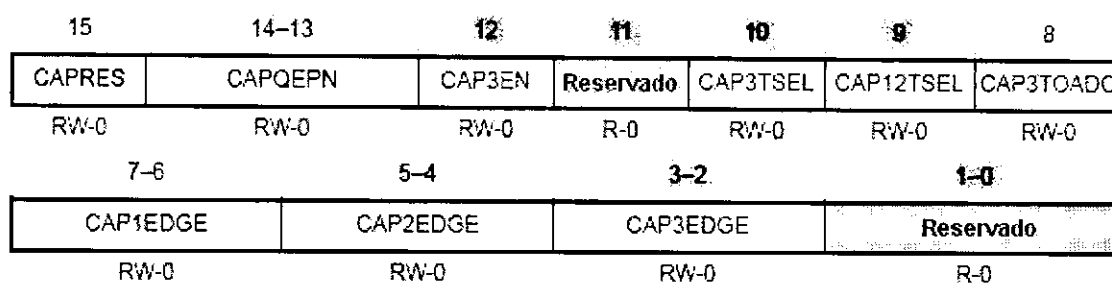 15 14–13 12 11 10 9 8
CAPRES CAPQEPN CAP3EN Reservado CAP3TSEL CAP12TSEL CAP3TOADC
RW-0 RW-0 RW-0 R-0 RW-0 RW-0 RW-0
7–6 5–4 3–2 1–0
CAP1EDGE CAP2EDGE CAP3EDGE Reservado
RW-0 RW-0 RW-0 R-0